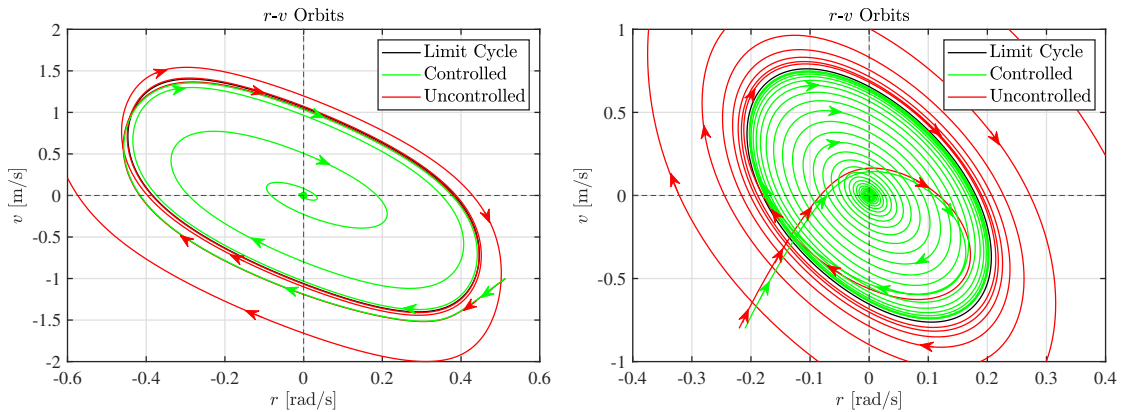 r-v Orbits
2
1.5
1
0.5
0
-0.5
-1
-1.5
-2
v [m/s]
-0.6 -0.4 -0.2 0 0.2 0.4 0.6
r [rad/s]
Limit Cycle
Controlled
Uncontrolled
r-v Orbits
1
0.5
0
-0.5
-1
v [m/s]
-0.4 -0.3 -0.2 -0.1 0 0.1 0.2 0.3 0.4
r [rad/s]
Limit Cycle
Controlled
Uncontrolled